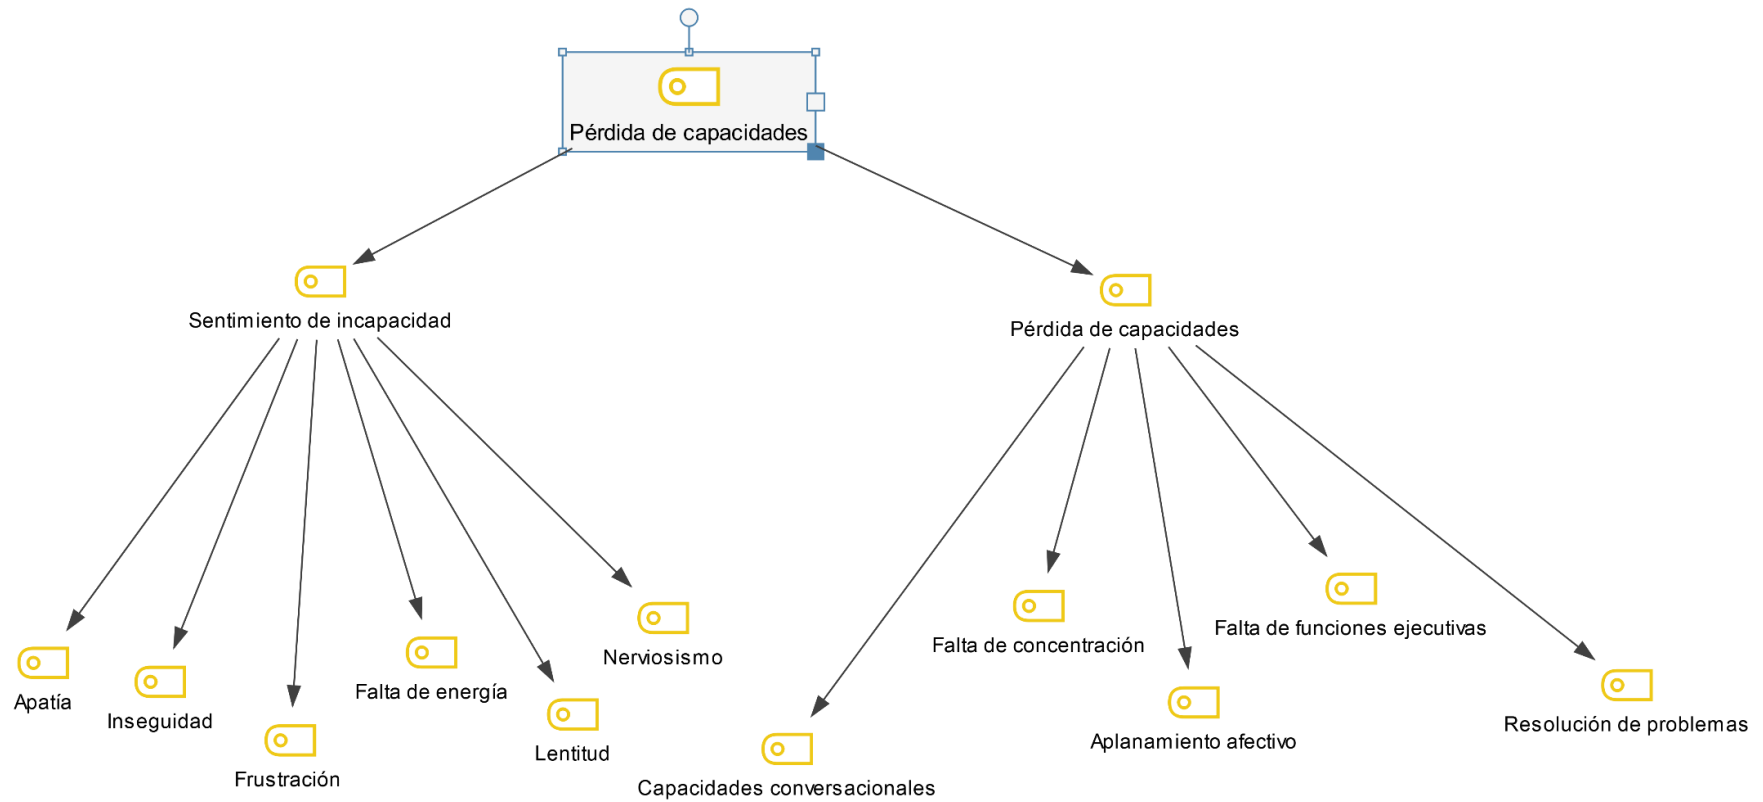 Pérdida de capacidades
Sentimiento de incapacidad
Pérdida de capacidades
Apatía
Inseguidad
Frustración
Falta de energía
Lentitud
Nerviosismo
Capacidades conversacionales
Falta de concentración
Aplanamiento afectivo
Falta de funciones ejecutivas
Resolución de problemas